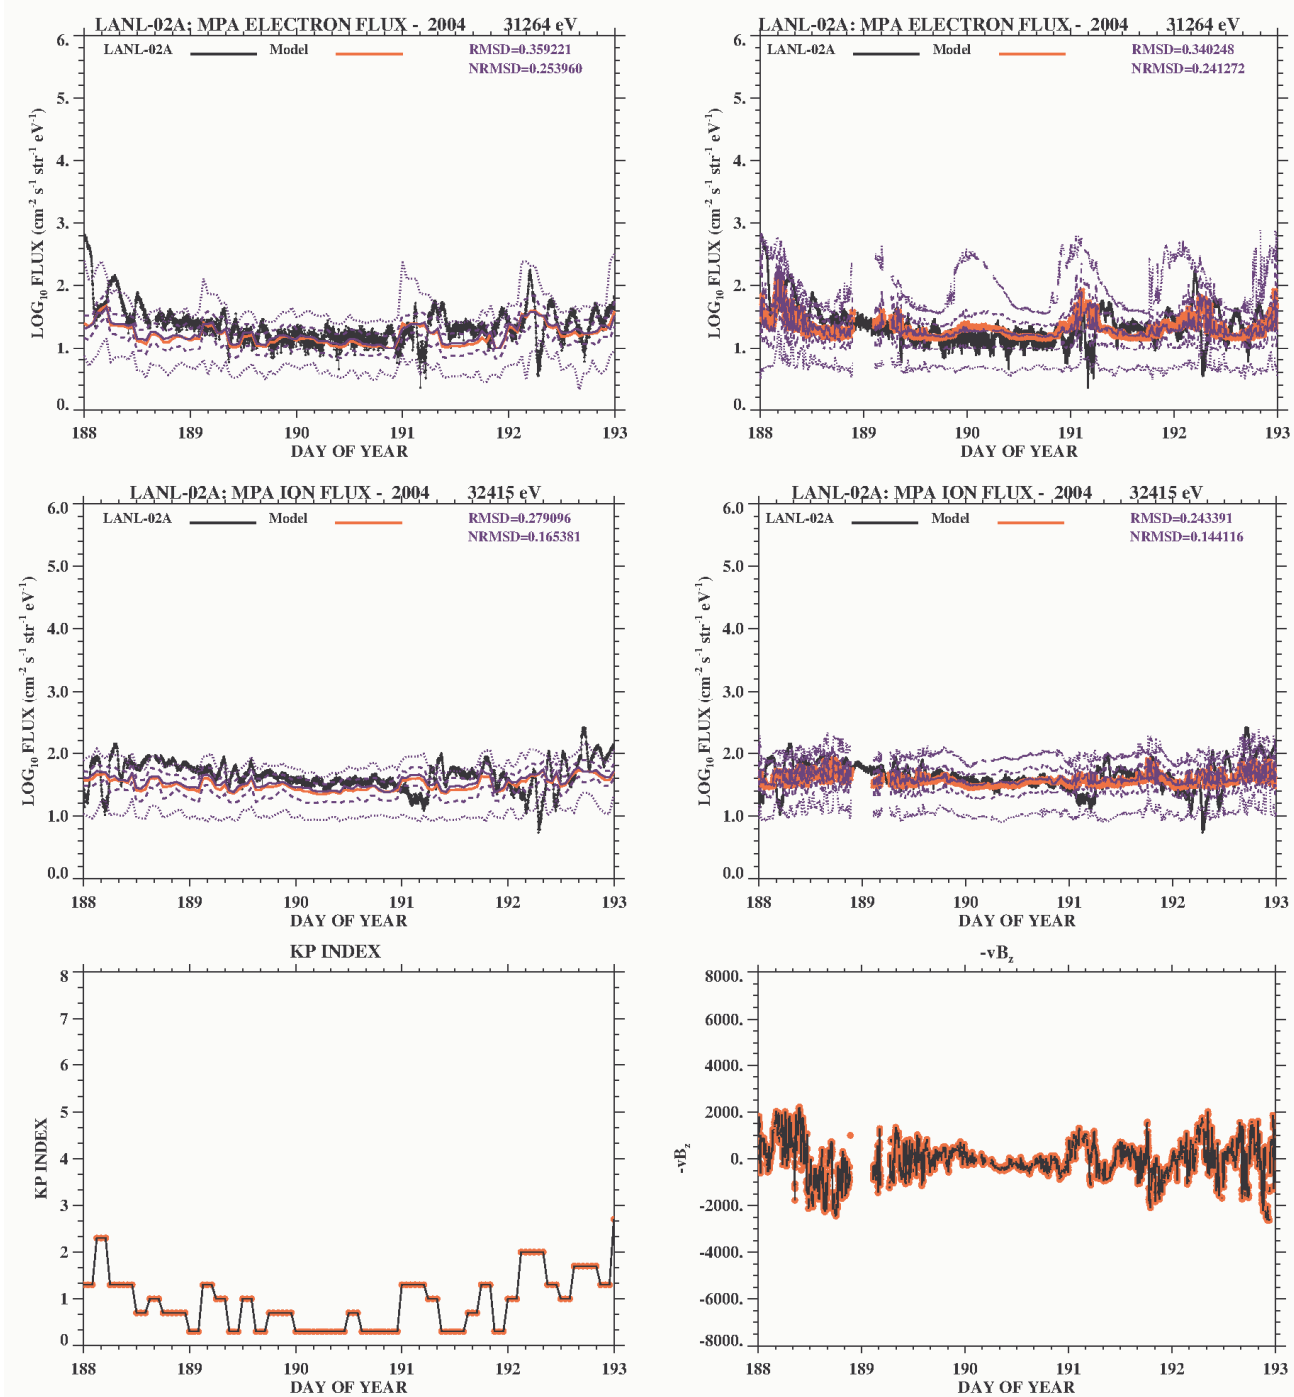 LANL-02A: MPA ELECTRON FLUX - 2004 31264 eV
LANL-02A Model RMSD=0.359221
NRMSD=0.253960
LOG10 FLUX (cm-2 s-1 str-1 eV-1)
6.
5.
4.
3.
2.
1.
0.
188 189 190 191 192 193
DAY OF YEAR
LANL-02A: MPA ELECTRON FLUX - 2004 31264 eV
LANL-02A Model RMSD=0.340248
NRMSD=0.241272
LOG10 FLUX (cm-2 s-1 str-1 eV-1)
6.
5.
4.
3.
2.
1.
0.
188 189 190 191 192 193
DAY OF YEAR
LANL-02A: MPA ION FLUX - 2004 32415 eV
LANL-02A Model RMSD=0.279096
NRMSD=0.165381
LOG10 FLUX (cm-2 s-1 str-1 eV-1)
6.0
5.0
4.0
3.0
2.0
1.0
0.0
188 189 190 191 192 193
DAY OF YEAR
LANL-02A: MPA ION FLUX - 2004 32415 eV
LANL-02A Model RMSD=0.243391
NRMSD=0.144116
LOG10 FLUX (cm-2 s-1 str-1 eV-1)
6.0
5.0
4.0
3.0
2.0
1.0
0.0
188 189 190 191 192 193
DAY OF YEAR
KP INDEX
KP INDEX
8
7
6
5
4
3
2
1
0
188 189 190 191 192 193
DAY OF YEAR
-vBz
-vBz
8000.
6000.
4000.
2000.
0.
-2000.
-4000.
-6000.
-8000.
188 189 190 191 192 193
DAY OF YEAR